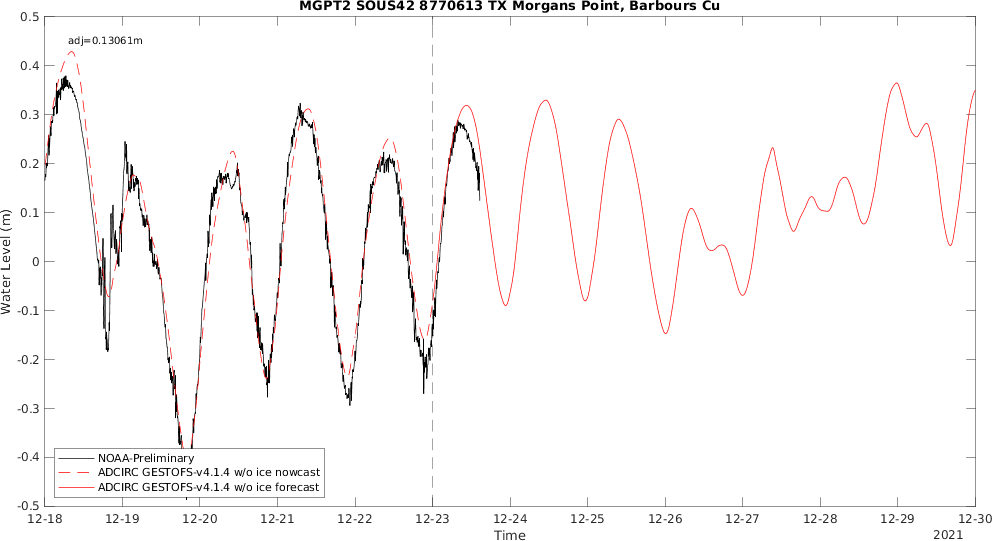 MGPT2 SOUS42 8770613 TX Morgans Point, Barbours Cu
adj=0.13061m
0.5
0.4
0.3
0.2
0.1
0
-0.1
-0.2
-0.3
-0.4
-0.5
Water Level (m)
NOAA-Preliminary
ADCIRC GESTOFS-v4.1.4 w/o ice nowcast
ADCIRC GESTOFS-v4.1.4 w/o ice forecast
12-18 12-19 12-20 12-21 12-22 12-23 12-24 12-25 12-26 12-27 12-28 12-29 12-30
Time
2021